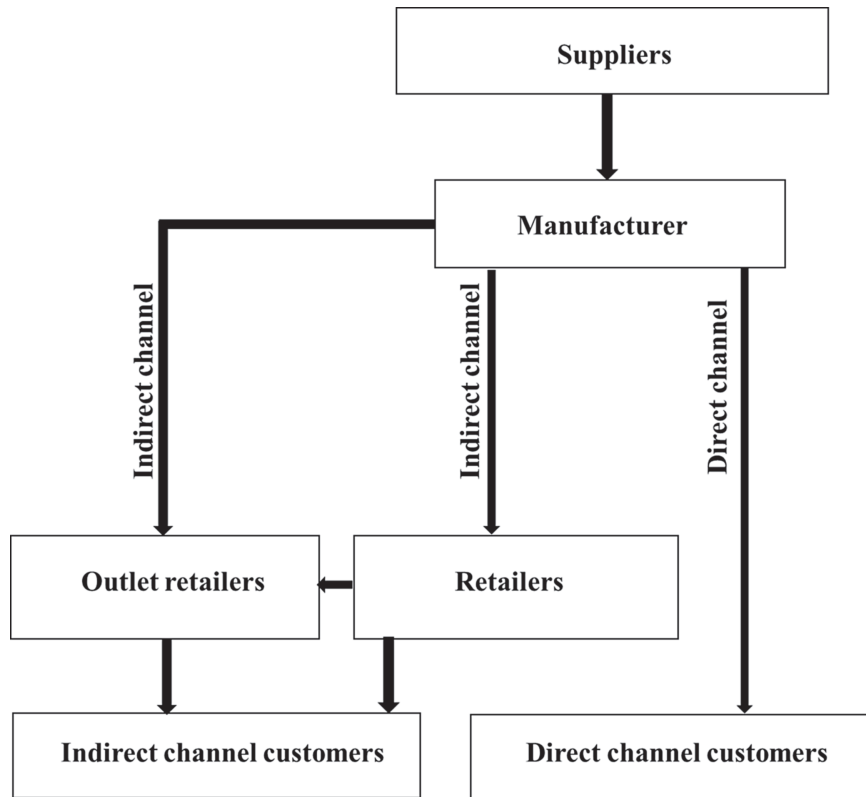 Suppliers
Manufacturer
Indirect channel
Indirect channel
Direct channel
Outlet retailers
Retailers
Indirect channel customers
Direct channel customers